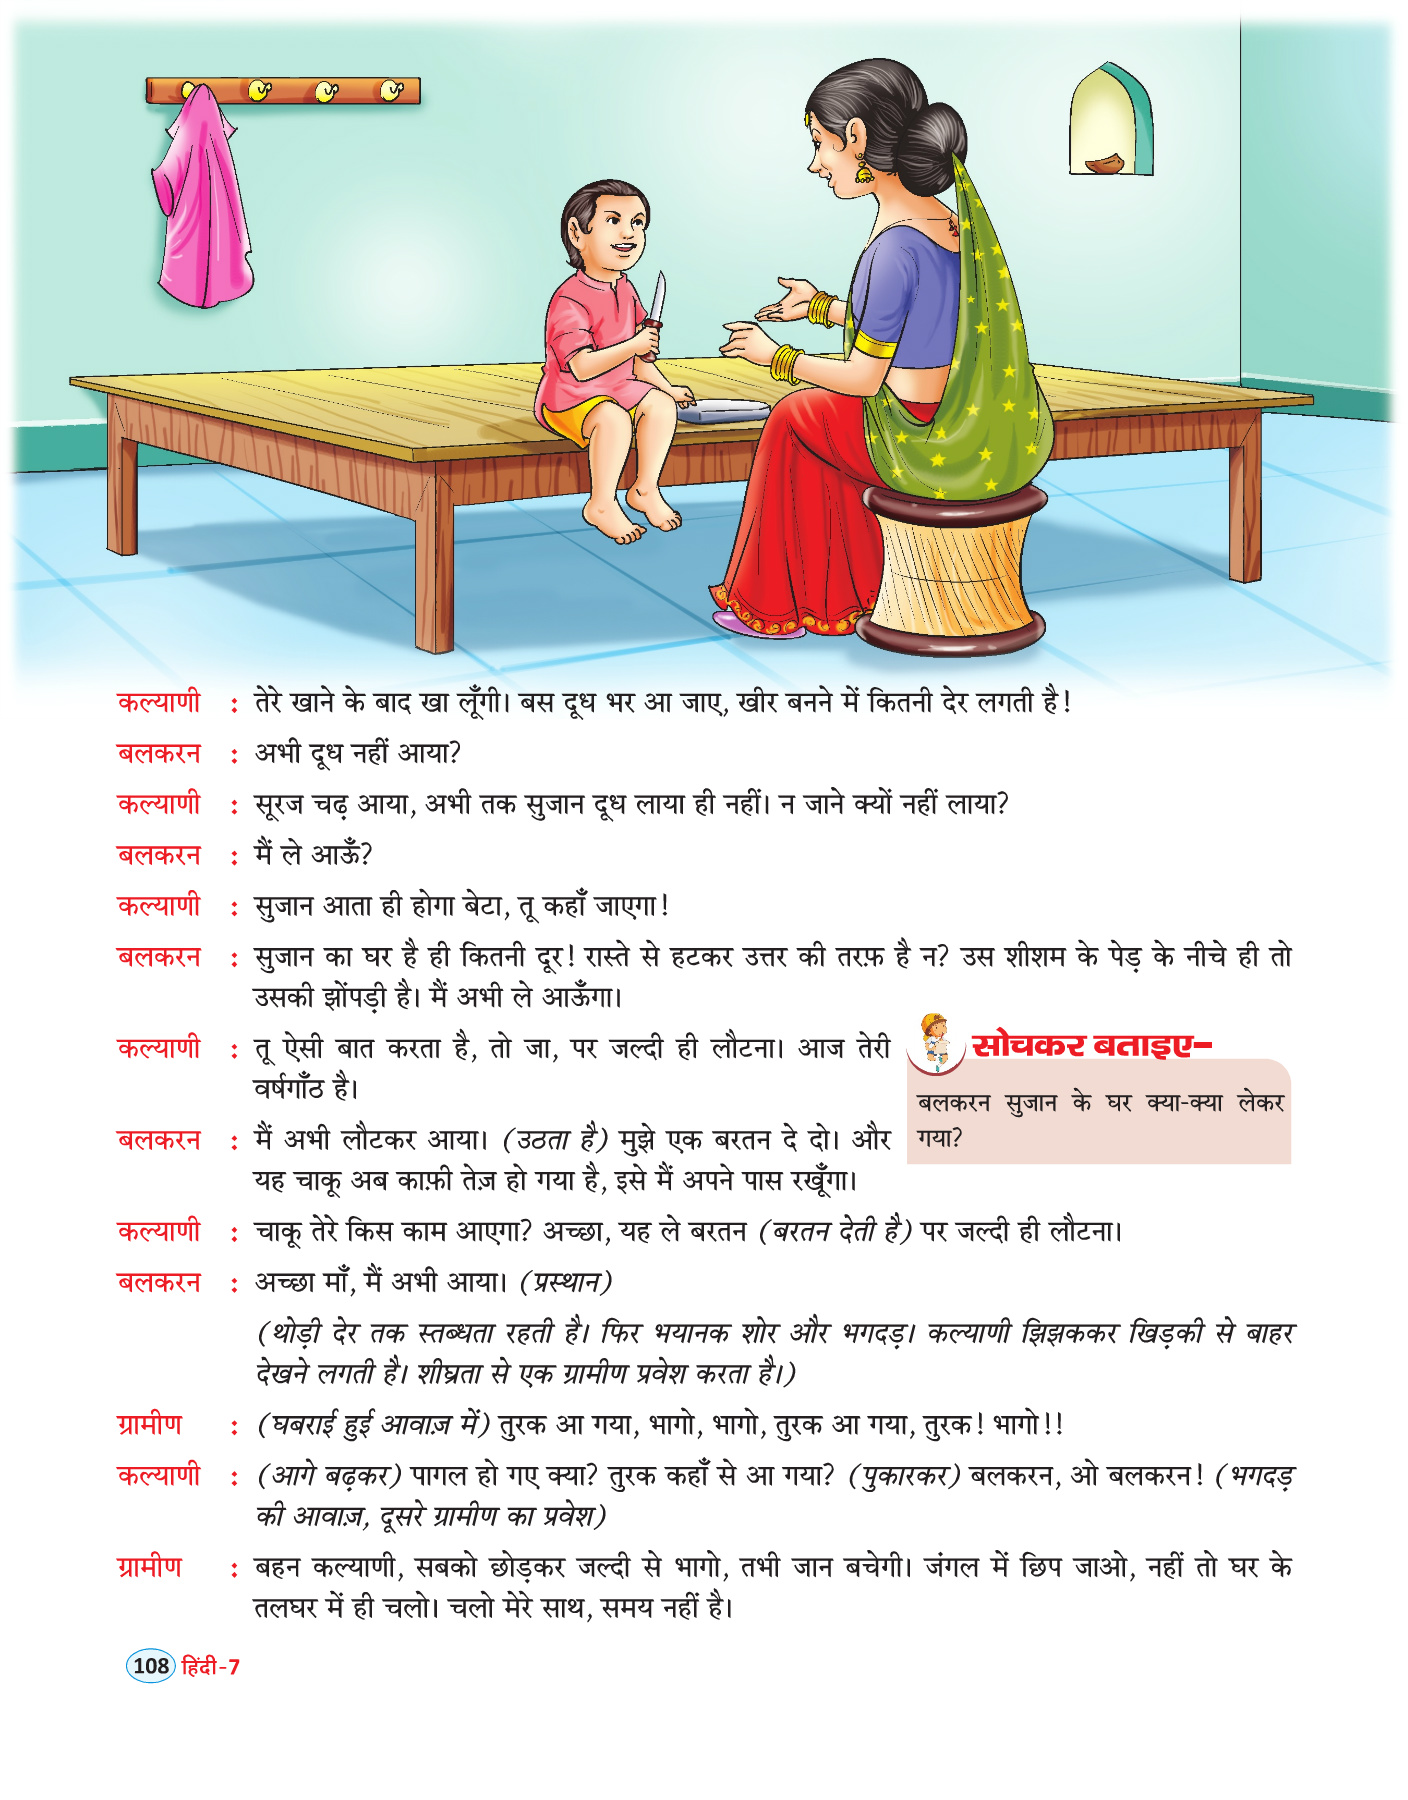 कल्याणी : तेरे खाने के बाद खा लूँगी। बस दूध भर आ जाए, खीर बनने में कितनी देर लगती है!
बलकरन : अभी दूध नहीं आया?
कल्याणी : सूरज चढ़ आया, अभी तक सुजान दूध लाया ही नहीं। न जाने क्यों नहीं लाया?
बलकरन : मैं ले आऊँ?
कल्याणी : सुजान आता ही होगा बेटा, तू कहाँ जाएगा!
बलकरन : सुजान का घर है ही कितनी दूर! रास्ते से हटकर उत्तर की तरफ़ है न? उस शीशम के पेड़ के नीचे ही तो
उसकी झोंपड़ी है। मैं अभी ले आऊँगा।
कल्याणी : तू ऐसी बात करता है, तो जा, पर जल्दी ही लौटना। आज तेरी
वर्षगाँठ है।
सोचकर बताइए–
बलकरन सुजान के घर क्या-क्या लेकर
गया?
बलकरन : मैं अभी लौटकर आया। (उठता है) मुझे एक बरतन दे दो। और
यह चाकू अब काफ़ी तेज़ हो गया है, इसे मैं अपने पास रखूँगा।
कल्याणी : चाकू तेरे किस काम आएगा? अच्छा, यह ले बरतन (बरतन देती है) पर जल्दी ही लौटना।
बलकरन : अच्छा माँ, मैं अभी आया। (प्रस्थान)
(थोड़ी देर तक स्तब्धता रहती है। फिर भयानक शोर और भगदड़। कल्याणी झिझककर खिड़की से बाहर
देखने लगती है। शीघ्रता से एक ग्रामीण प्रवेश करता है।)
ग्रामीण : (घबराई हुई आवाज़ में) तुरक आ गया, भागो, भागो, तुरक आ गया, तुरक! भागो!!
कल्याणी : (आगे बढ़कर) पागल हो गए क्या? तुरक कहाँ से आ गया? (पुकारकर) बलकरन, ओ बलकरन! (भगदड़
की आवाज़, दूसरे ग्रामीण का प्रवेश)
ग्रामीण : बहन कल्याणी, सबको छोड़कर जल्दी से भागो, तभी जान बचेगी। जंगल में छिप जाओ, नहीं तो घर के
तलघर में ही चलो। चलो मेरे साथ, समय नहीं है।
108 हिंदी-7